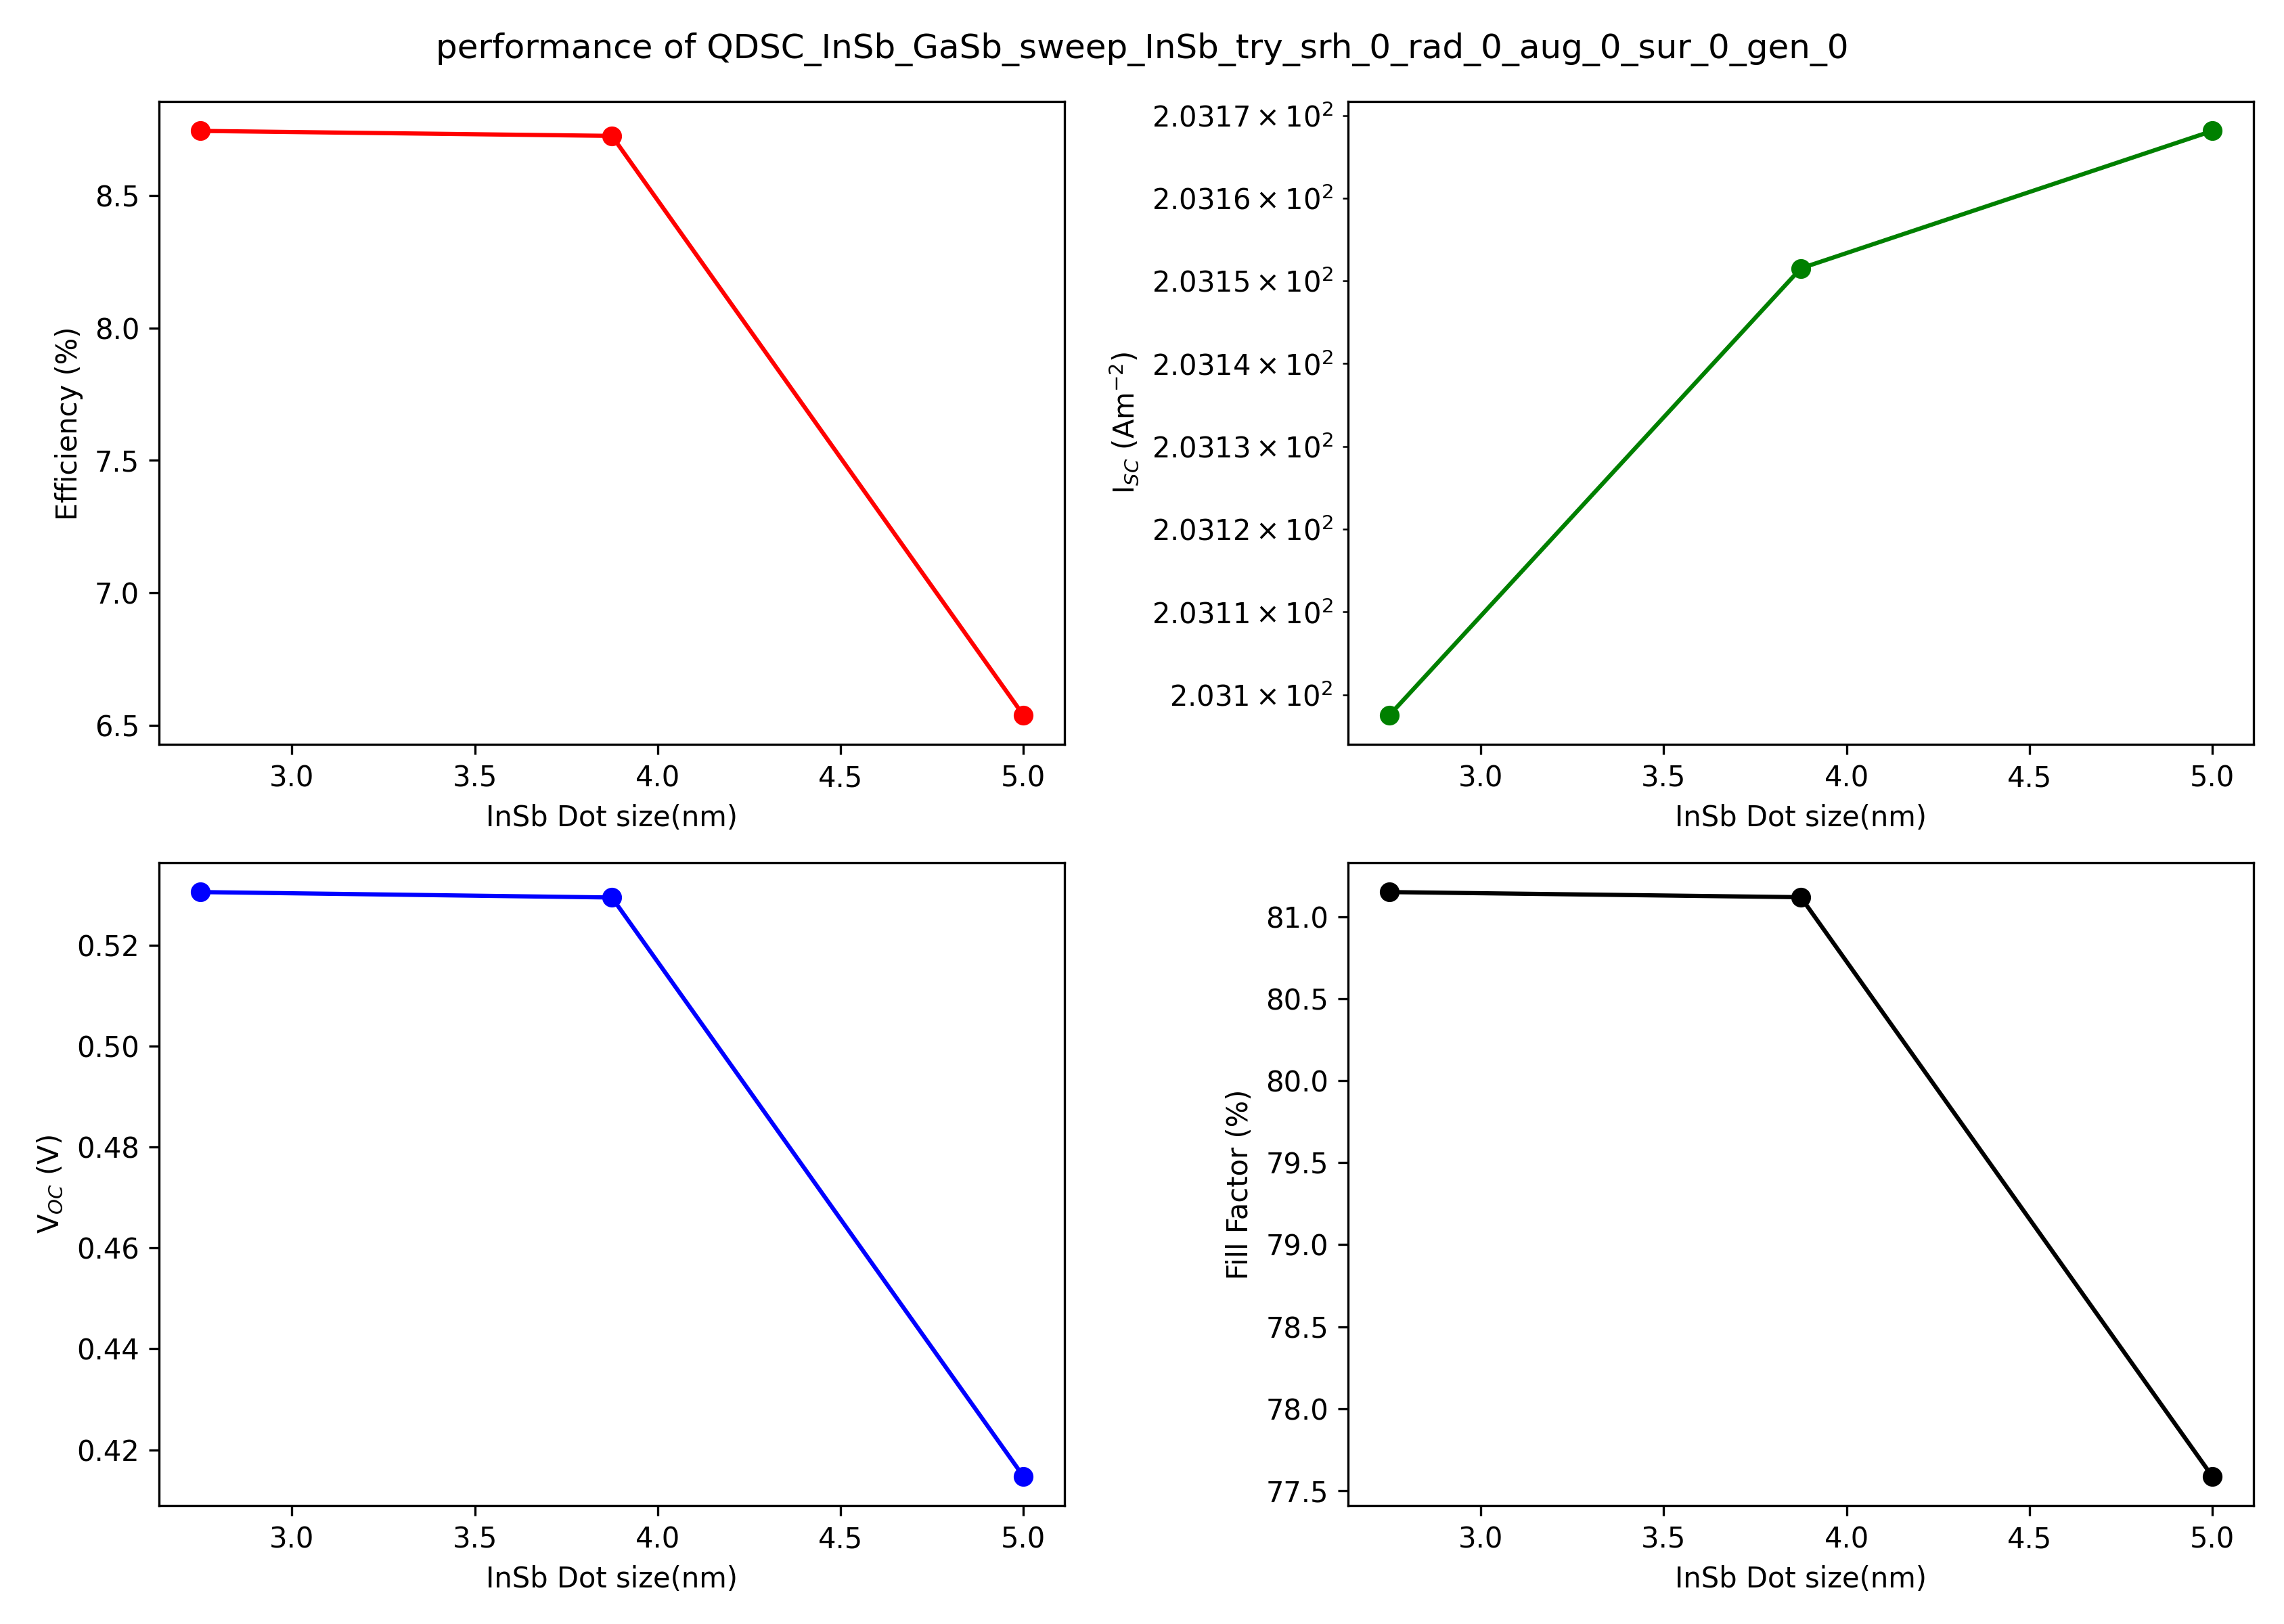 performance of QDSC_InSb_GaSb_sweep_InSb_try_srh_0_rad_0_aug_0_sur_0_gen_0
Efficiency (%)
8.5
8.0
7.5
7.0
6.5
3.0 3.5 4.0 4.5 5.0
InSb Dot size(nm)
I_SC (Am⁻²)
2.0317 × 10²
2.0316 × 10²
2.0315 × 10²
2.0314 × 10²
2.0313 × 10²
2.0312 × 10²
2.0311 × 10²
2.031 × 10²
3.0 3.5 4.0 4.5 5.0
InSb Dot size(nm)
V_OC (V)
0.52
0.50
0.48
0.46
0.44
0.42
3.0 3.5 4.0 4.5 5.0
InSb Dot size(nm)
Fill Factor (%)
81.0
80.5
80.0
79.5
79.0
78.5
78.0
77.5
3.0 3.5 4.0 4.5 5.0
InSb Dot size(nm)